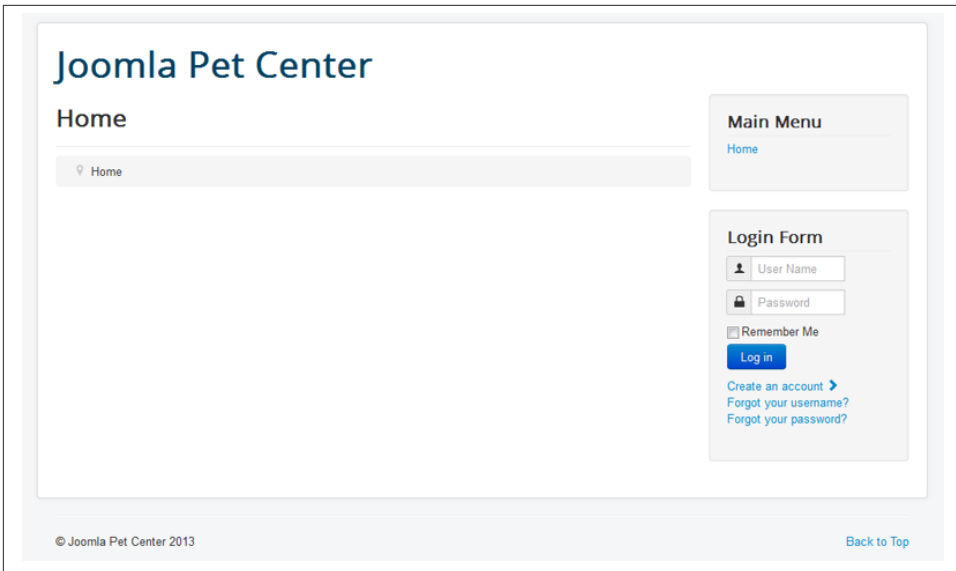 Joomla Pet Center
Home
Home
Main Menu
Home
Login Form
User Name
Password
Remember Me
Log in
Create an account
Forgot your username?
Forgot your password?
© Joomla Pet Center 2013
Back to Top